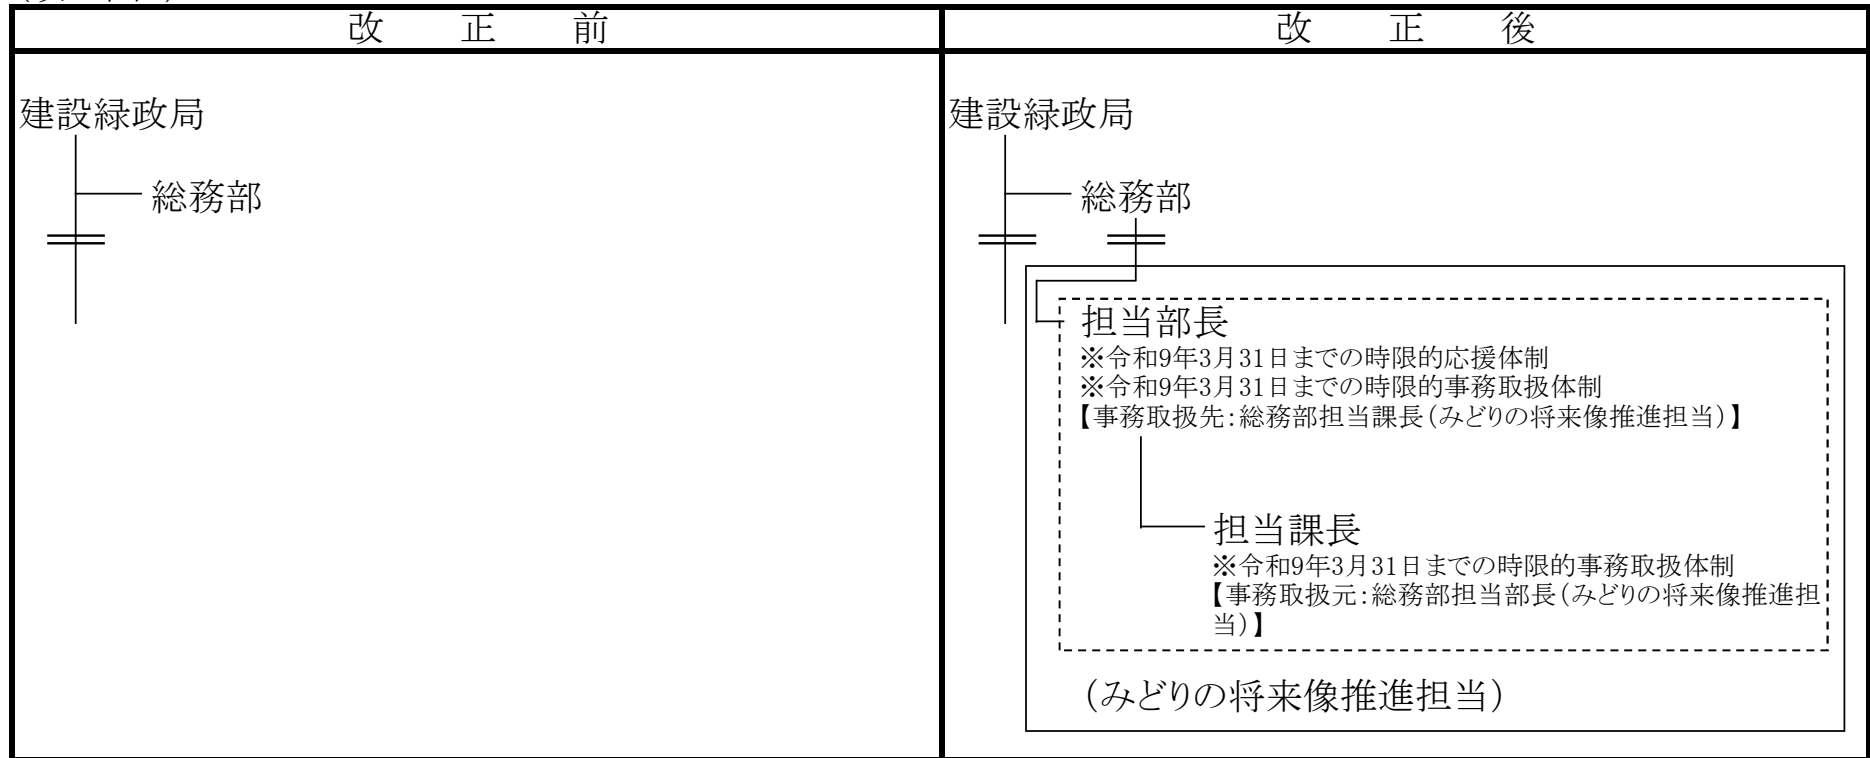 改正前
改正後
建設緑政局
総務部
建設緑政局
総務部
担当部長
※令和9年3月31日までの時限的応援体制
※令和9年3月31日までの時限的事務取扱体制
【事務取扱先：総務部担当課長（みどりの将来像推進担当）】
担当課長
※令和9年3月31日までの時限的事務取扱体制
【事務取扱元：総務部担当部長（みどりの将来像推進担
当）】
（みどりの将来像推進担当）